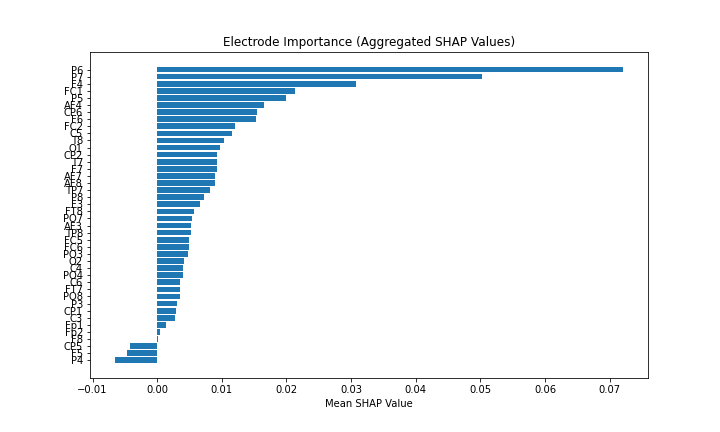 Electrode Importance (Aggregated SHAP Values)
P6
P7
F4
FC1
P5
AF4
CP6
F6
FC2
C5
T8
O1
CP2
T7
F7
AF7
AF8
TP7
P8
F3
FT8
PO7
AF3
TP8
FC5
FC6
PO3
O2
C4
PO4
C6
FT7
PO8
P3
CP1
C3
Fp1
Fp2
F8
CP5
F5
P4
−0.01 0.00 0.01 0.02 0.03 0.04 0.05 0.06 0.07
Mean SHAP Value